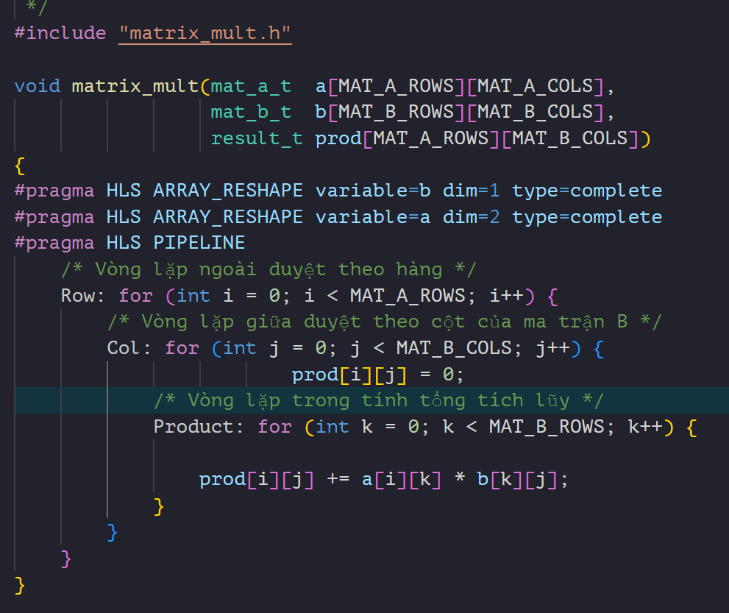 */
#include "matrix_mult.h"
void matrix_mult(mat_a_t a[MAT_A_ROWS][MAT_A_COLS],
mat_b_t b[MAT_B_ROWS][MAT_B_COLS],
result_t prod[MAT_A_ROWS][MAT_B_COLS])
{
#pragma HLS ARRAY_RESHAPE variable=b dim=1 type=complete
#pragma HLS ARRAY_RESHAPE variable=a dim=2 type=complete
#pragma HLS PIPELINE
/* Vòng lặp ngoài duyệt theo hàng */
Row: for (int i = 0; i < MAT_A_ROWS; i++) {
/* Vòng lặp giữa duyệt theo cột của ma trận B */
Col: for (int j = 0; j < MAT_B_COLS; j++) {
prod[i][j] = 0;
/* Vòng lặp trong tính tổng tích lũy */
Product: for (int k = 0; k < MAT_B_ROWS; k++) {
prod[i][j] += a[i][k] * b[k][j];
}
}
}
}